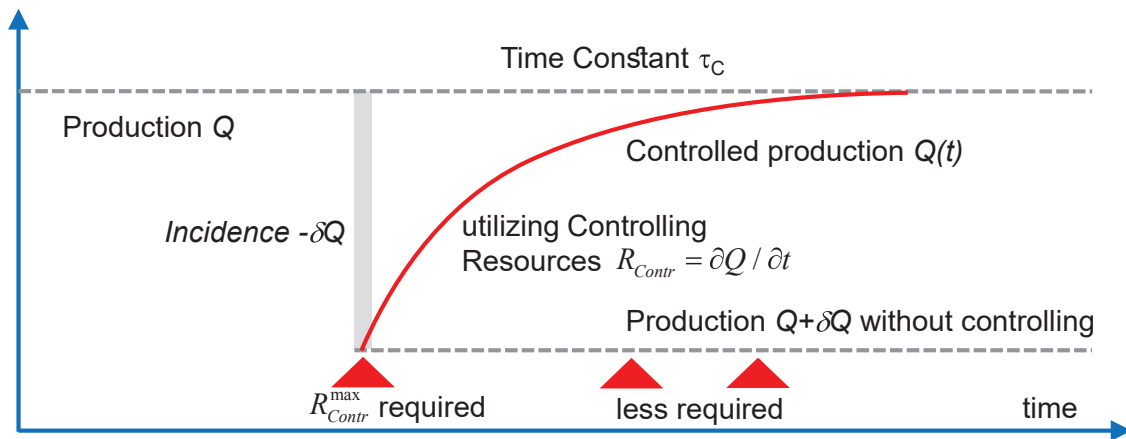 Time Constant τC
Production Q
Controlled production Q(t)
Incidence -δQ
utilizing Controlling
Resources R_Contr = ∂Q / ∂t
Production Q+δQ without controlling
R_Contr^max required
less required
time